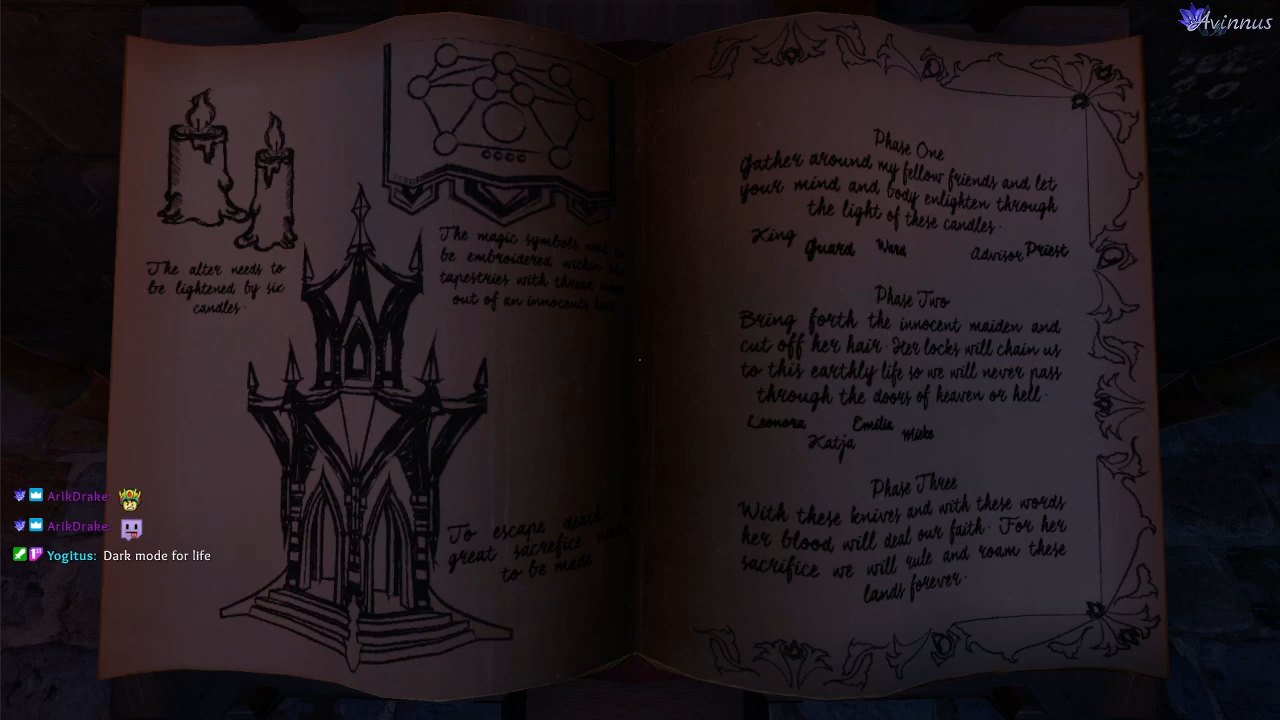 Avinnus
The alter needs to
be lightened by six
candles.
The magic symbols need to
be embroidered within the
tapestries with thread made
out of an innocents hair
To escape death
great sacrefice need
to be made
Phase One
Gather around my fellow friends and let
your mind and body enlighten through
the light of these candles.
King Guard Ward Advisor Priest
Phase Two
Bring forth the innocent maiden and
cut off her hair. Her locks will chain us
to this earthly life so we will never pass
through the doors of heaven or hell.
Leonora Katja Emilia Mieke
Phase Three
With these knives and with these words
her blood will deal our faith. For her
sacrifice we will rule and roam these
lands forever.
ArikDrake:
ArikDrake:
Yogitus: Dark mode for life